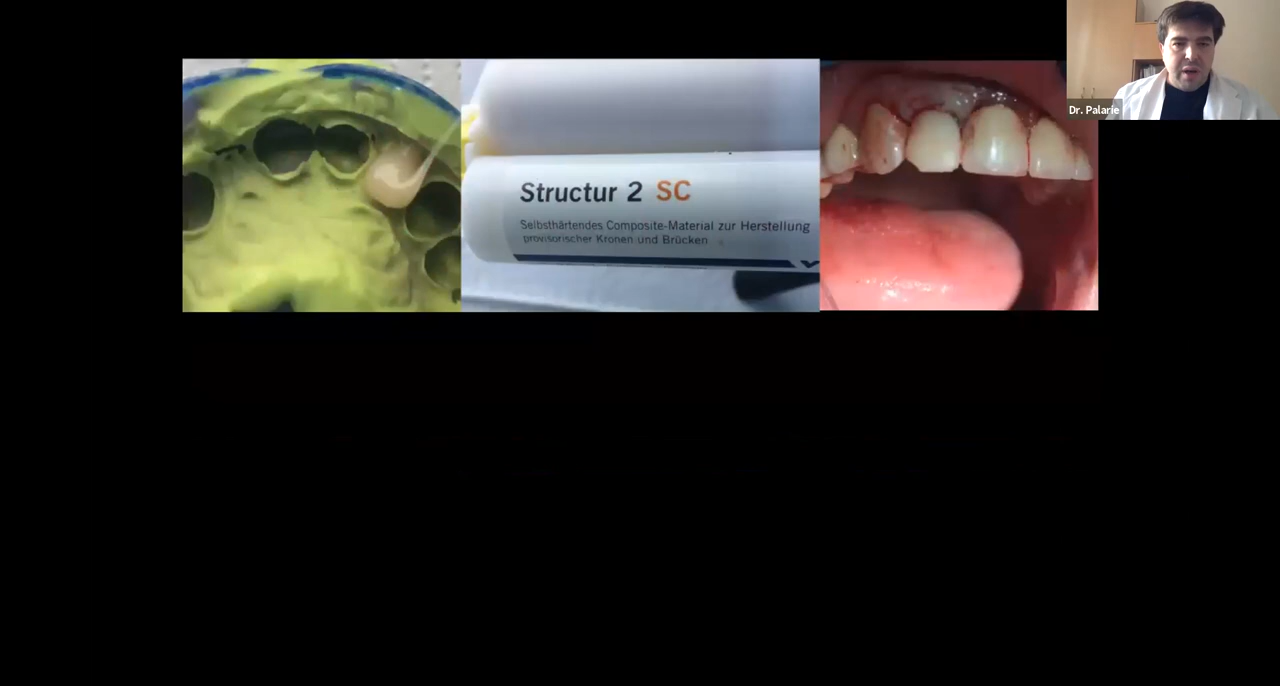 Structur 2 SC
Selbsthärtendes Composite-Material zur Herstellung
provisorischer Kronen und Brücken
Dr. Palarie